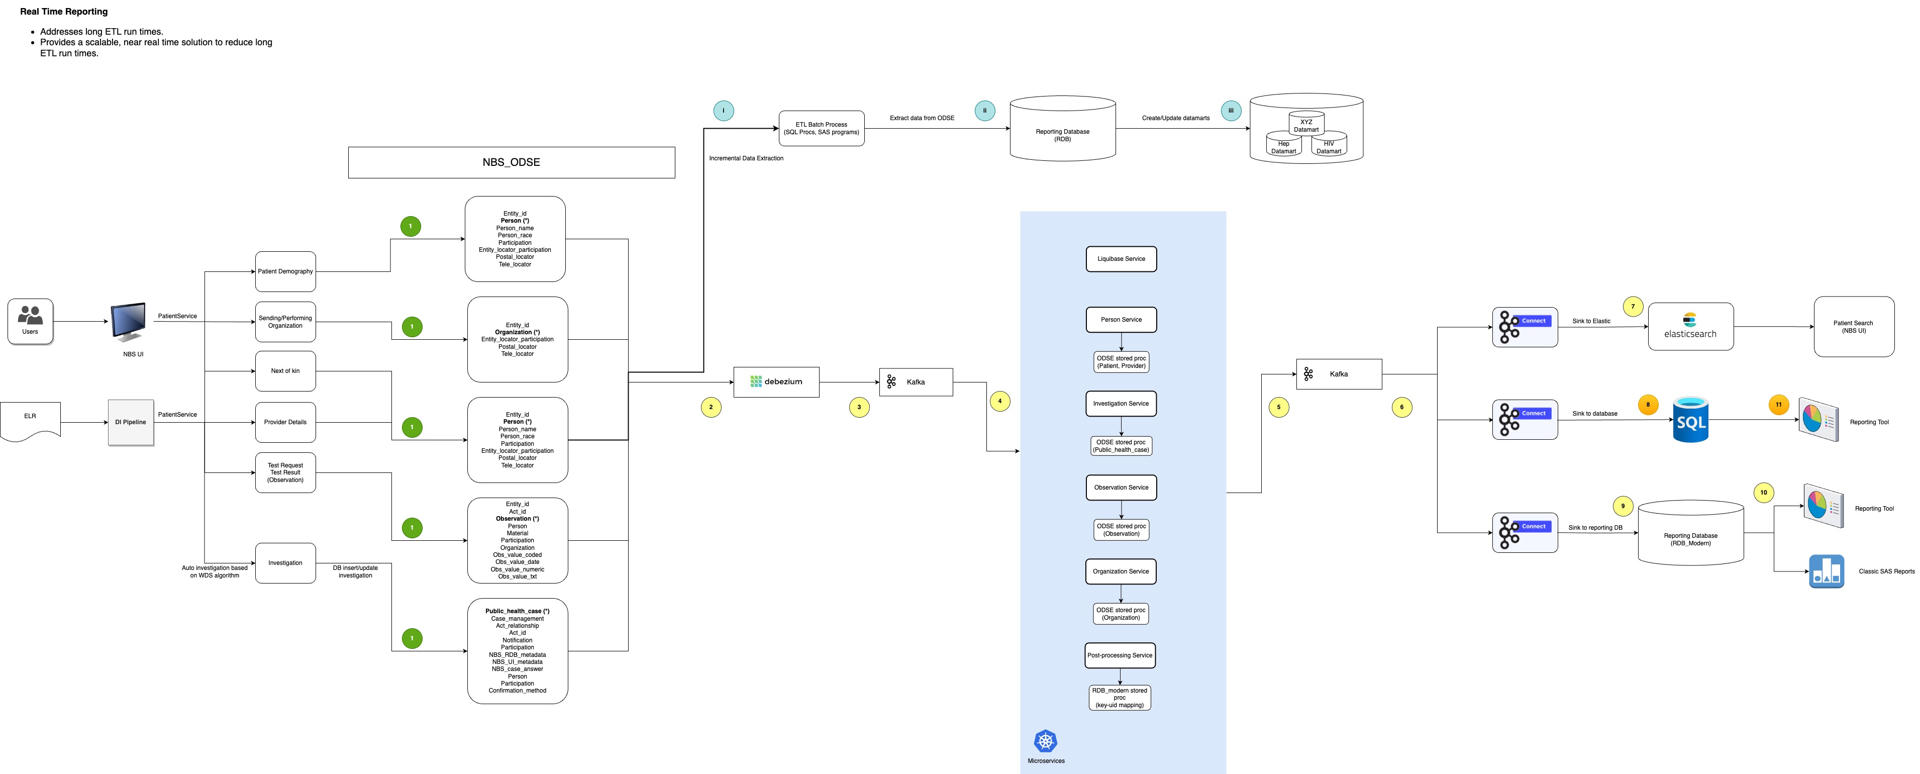 Real Time Reporting
• Addresses long ETL run times.
• Provides a scalable, near real time solution to reduce long
ETL run times.
i
ETL Batch Process
(SQL Procs, SAS programs)
Extract data from ODSE
ii
Reporting Database
(RDB)
Create/Update datamarts
iii
XYZ
Datamart
Hep
Datamart
HIV
Datamart
Incremental Data Extraction
NBS_ODSE
Users
NBS UI
PatientService
ELR
DI Pipeline
PatientService
Patient Demography
Sending/Performing
Organization
Next of kin
Provider Details
Test Request
Test Result
(Observation)
Auto investigation based
on WDS algorithm
Investigation
DB insert/update
investigation
1
Entity_id
Person (*)
Person_name
Person_race
Participation
Entity_locator_participation
Postal_locator
Tele_locator
1
Entity_id
Organization (*)
Entity_locator_participation
Postal_locator
Tele_locator
1
Entity_id
Person (*)
Person_name
Person_race
Participation
Entity_locator_participation
Postal_locator
Tele_locator
1
Entity_id
Act_id
Observation (*)
Person
Material
Participation
Organization
Obs_value_coded
Obs_value_date
Obs_value_numeric
Obs_value_txt
1
Public_health_case (*)
Case_management
Act_relationship
Act_id
Notification
Participation
NBS_RDB_metadata
NBS_UI_metadata
NBS_case_answer
Person
Participation
Confirmation_method
2
debezium
3
Kafka
4
Liquibase Service
Person Service
ODSE stored proc
(Patient, Provider)
Investigation Service
ODSE stored proc
(Public_health_case)
Observation Service
ODSE stored proc
(Observation)
Organization Service
ODSE stored proc
(Organization)
Post-processing Service
RDB_modern stored
proc
(key-uid mapping)
Microservices
5
Kafka
6
Connect
Sink to Elastic
7
elasticsearch
Patient Search
(NBS UI)
Connect
Sink to database
8
SQL
11
Reporting Tool
Connect
Sink to reporting DB
9
Reporting Database
(RDB_Modern)
10
Reporting Tool
Classic SAS Reports